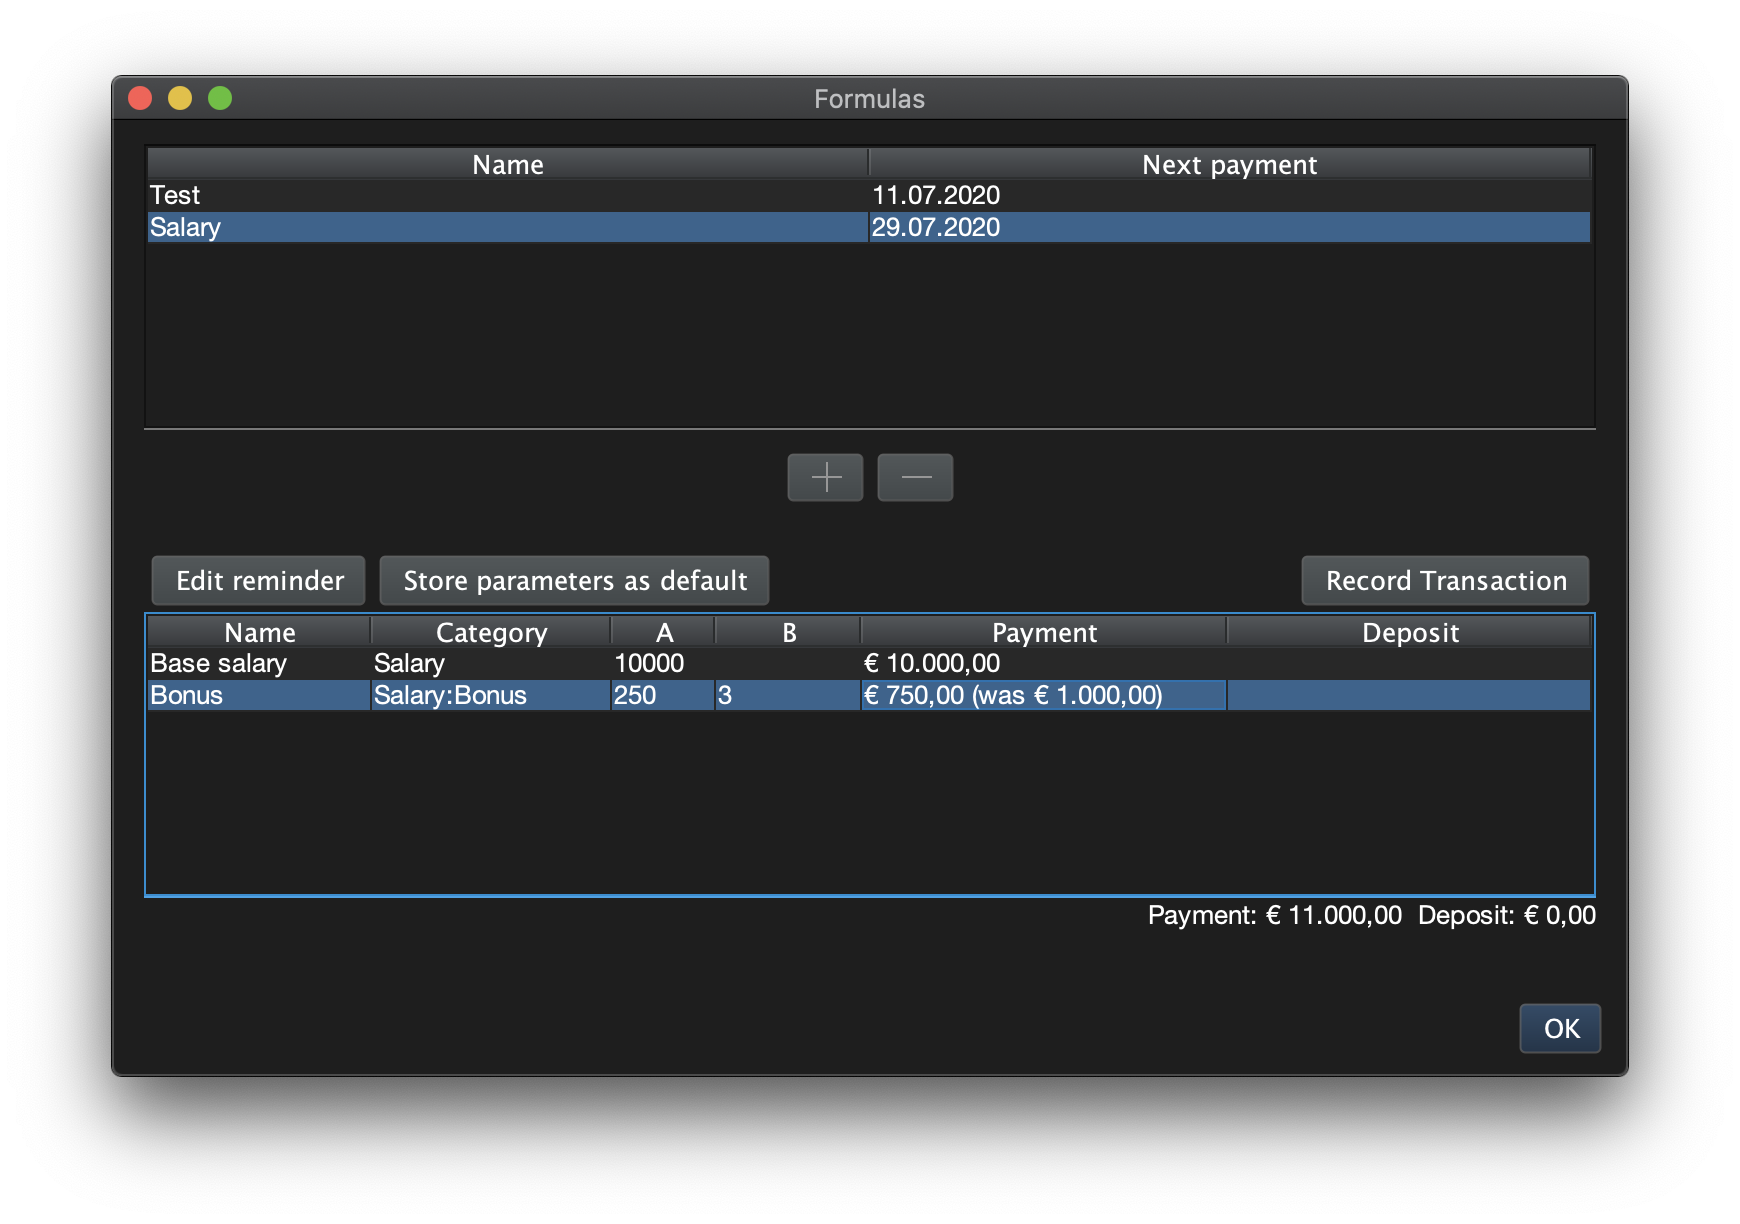 Formulas
Name Next payment
Test 11.07.2020
Salary 29.07.2020
Edit reminder Store parameters as default Record Transaction
Name Category A B Payment Deposit
Base salary Salary 10000 € 10.000,00
Bonus Salary:Bonus 250 3 € 750,00 (was € 1.000,00)
Payment: € 11.000,00 Deposit: € 0,00
OK